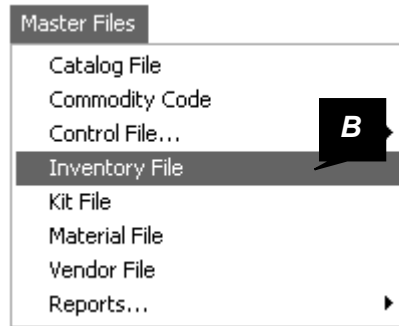 Master Files
Catalog File
Commodity Code
Control File...
B
Inventory File
Kit File
Material File
Vendor File
Reports...